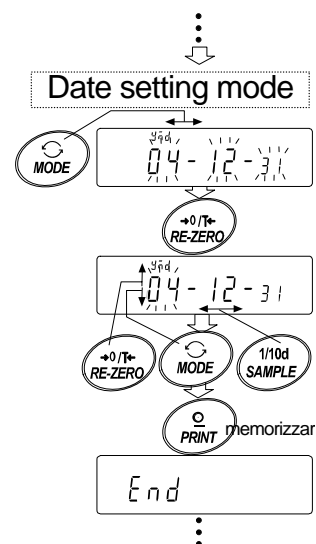 Date setting mode
MODE
ymd
04-12-31
→0/T←
RE-ZERO
ymd
04-12-31
→0/T←
RE-ZERO
MODE
1/10d
SAMPLE
PRINT
memorizzar
End